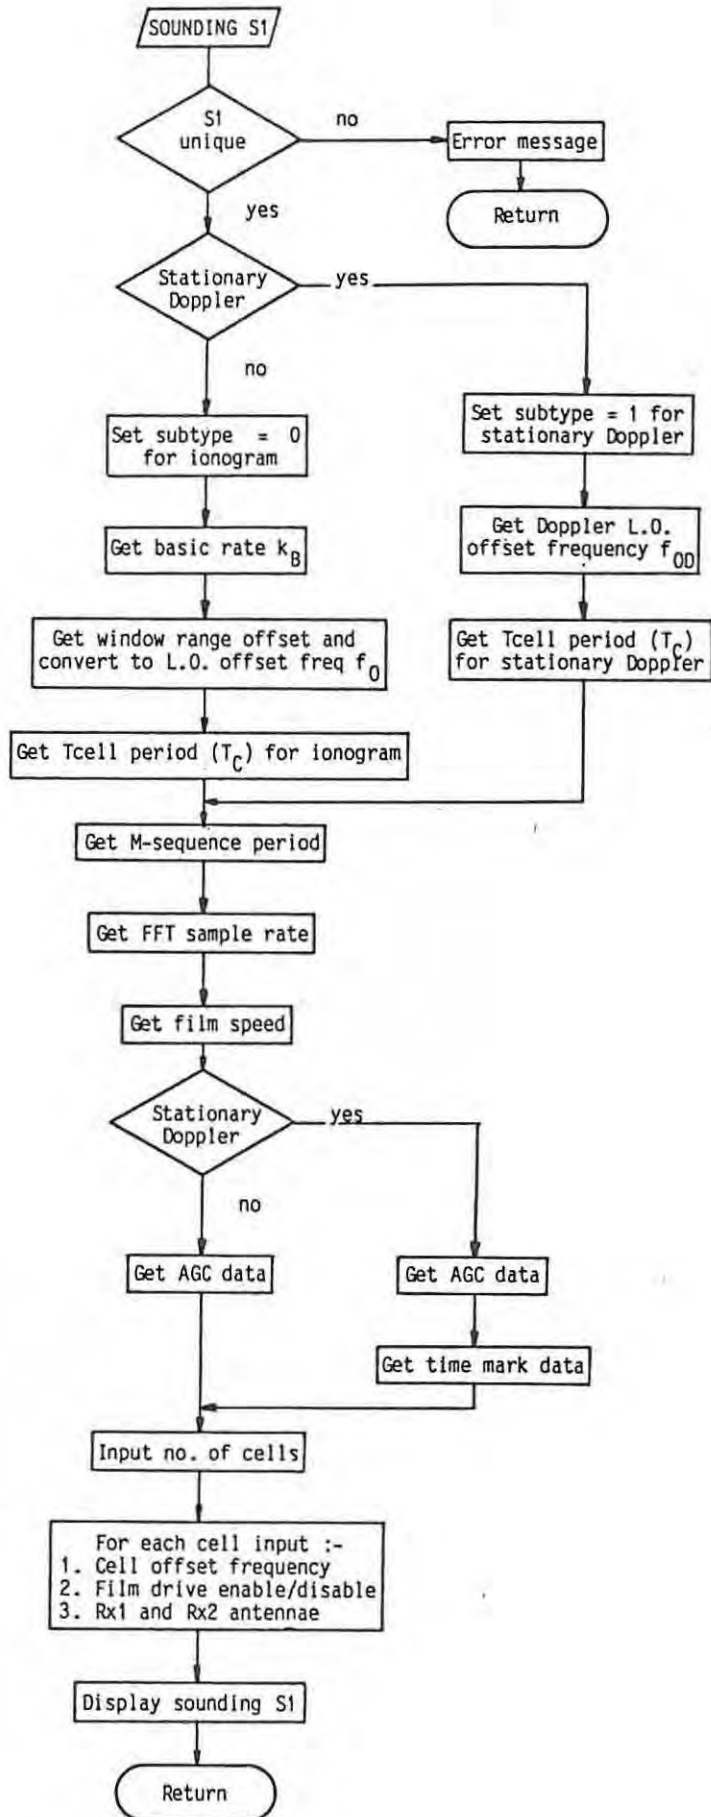 SOUNDING S1
S1
unique
no
Error message
Return
yes
Stationary
Doppler
yes
no
Set subtype = 0
for ionogram
Set subtype = 1 for
stationary Doppler
Get basic rate kB
Get Doppler L.O.
offset frequency fOD
Get window range offset and
convert to L.O. offset freq fO
Get Tcell period (TC)
for stationary Doppler
Get Tcell period (TC) for ionogram
Get M-sequence period
Get FFT sample rate
Get film speed
Stationary
Doppler
yes
no
Get AGC data
Get AGC data
Get time mark data
Input no. of cells
For each cell input :-
1. Cell offset frequency
2. Film drive enable/disable
3. Rx1 and Rx2 antennae
Display sounding S1
Return